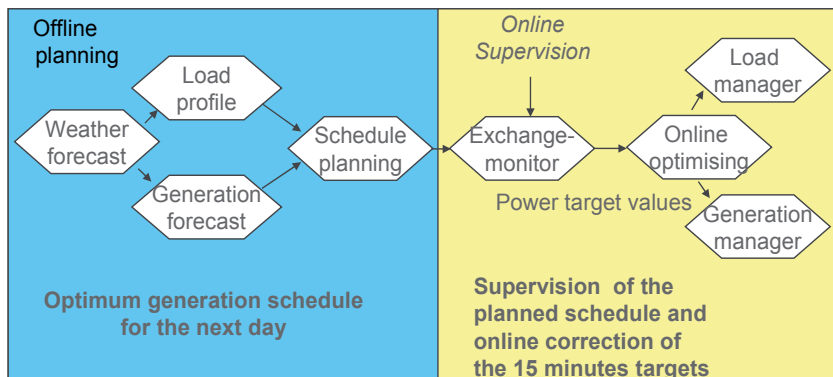 Offline
planning
Weather
forecast
Load
profile
Generation
forecast
Schedule
planning
Optimum generation schedule
for the next day
Online
Supervision
Exchange-
monitor
Power target values
Online
optimising
Load
manager
Generation
manager
Supervision of the
planned schedule and
online correction of
the 15 minutes targets